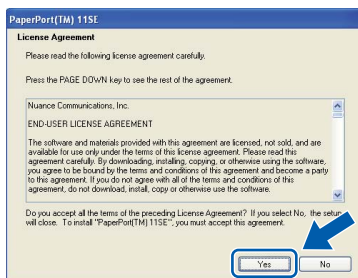 PaperPort(TM) 11SE
License Agreement
Please read the following license agreement carefully.
Press the PAGE DOWN key to see the rest of the agreement.
Nuance Communications, Inc.
END-USER LICENSE AGREEMENT
The software and materials provided with this agreement are licensed, not sold, and are
available for use only under the terms of this license agreement. Please read this
agreement carefully. By downloading, installing, copying, or otherwise using the software,
you agree to be bound by the terms and conditions of this agreement and become a party
to this agreement. If you do not agree with all of the terms and conditions of this
agreement, do not download, install, copy or otherwise use the software.
Do you accept all the terms of the preceding License Agreement? If you select No, the setup
will close. To install "PaperPort(TM) 11SE", you must accept this agreement.
Yes
No